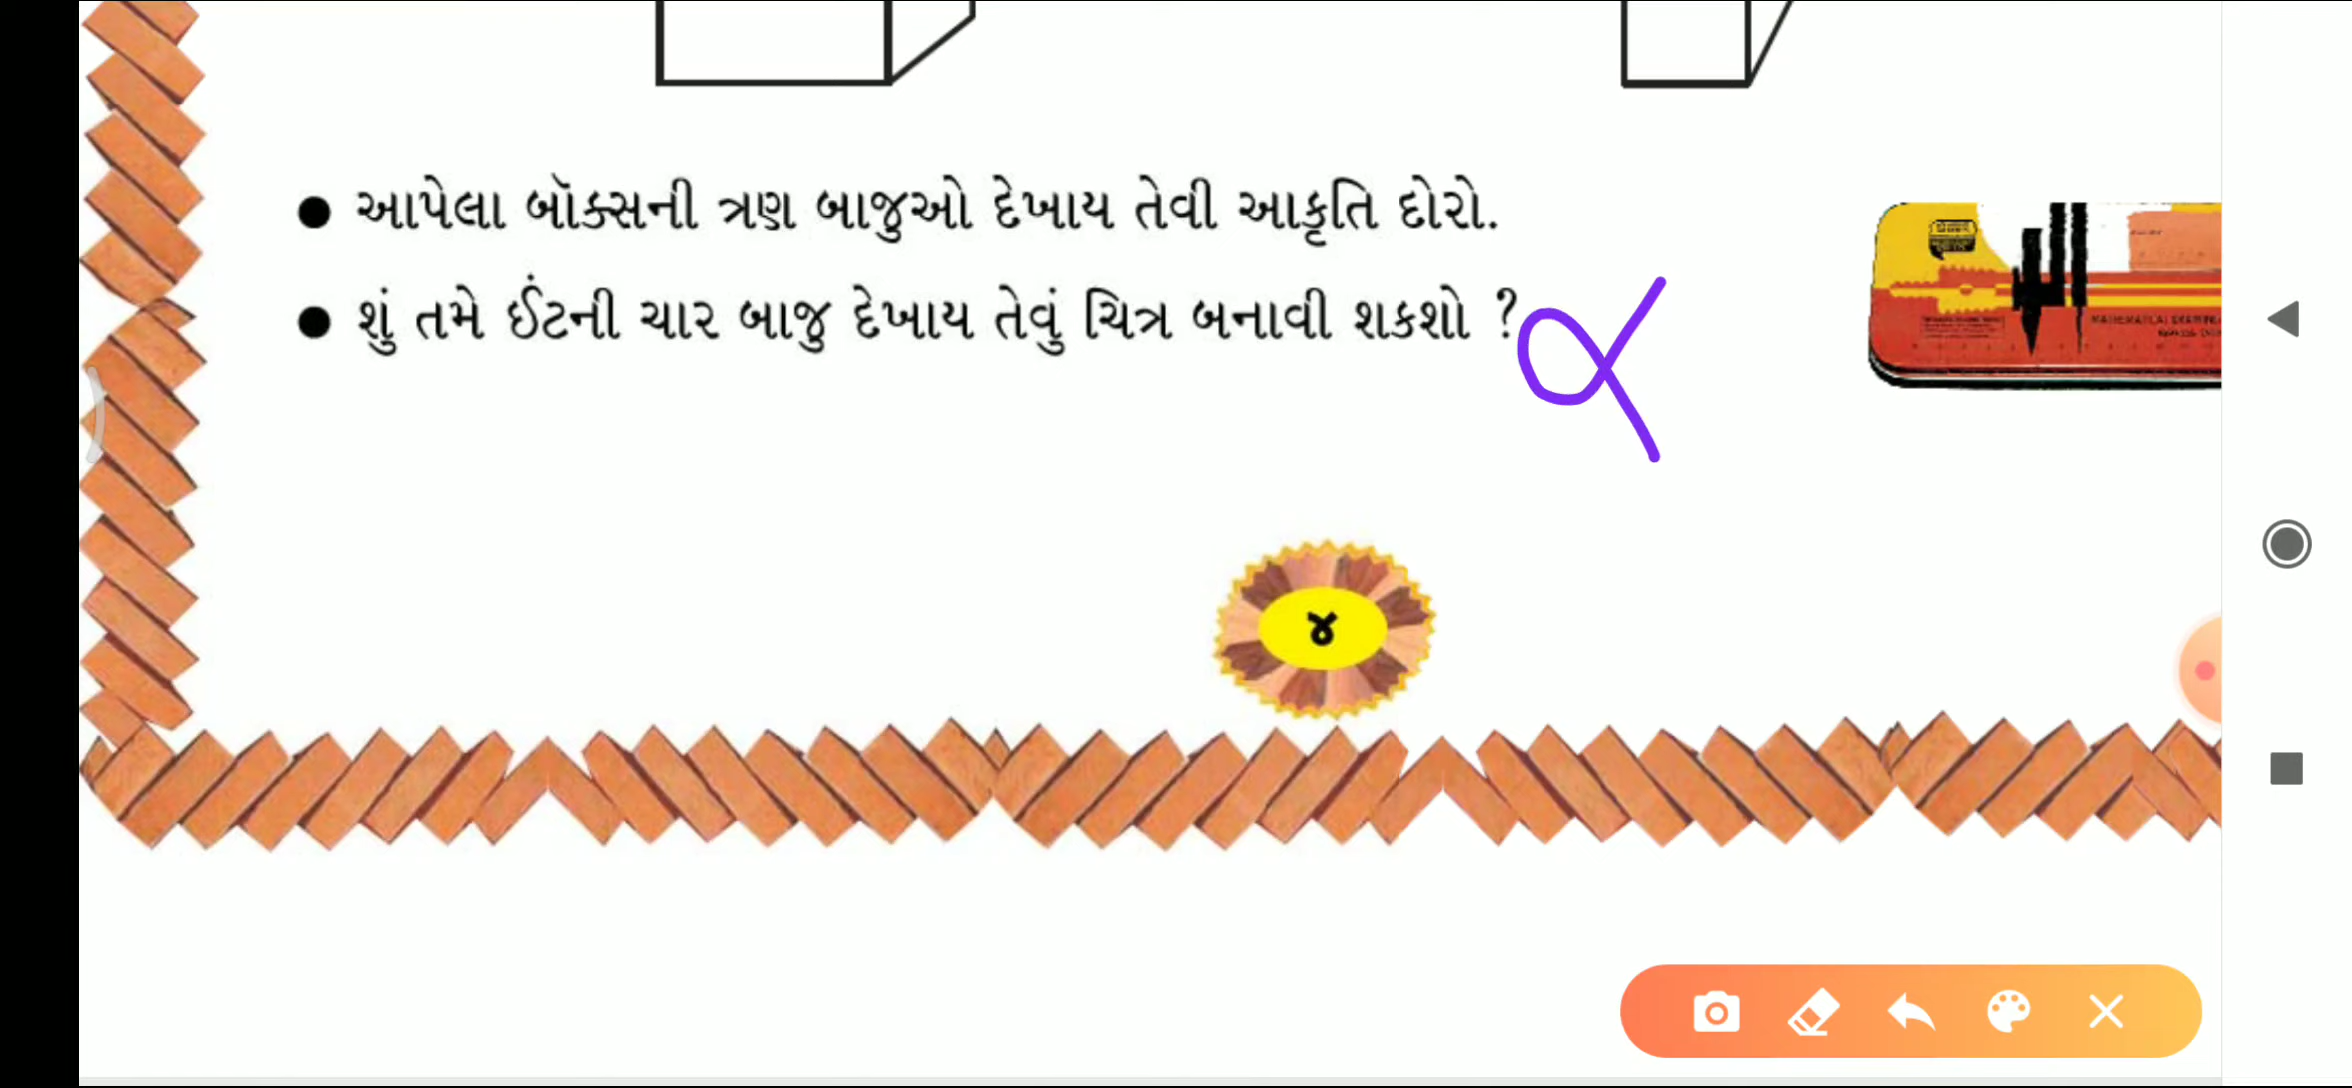 ● આપેલા બૉક્સની ત્રણ બાજુઓ દેખાય તેવી આકૃતિ દોરો.
● શું તમે ઈંટની ચાર બાજુ દેખાય તેવું ચિત્ર બનાવી શકશો ?
૪